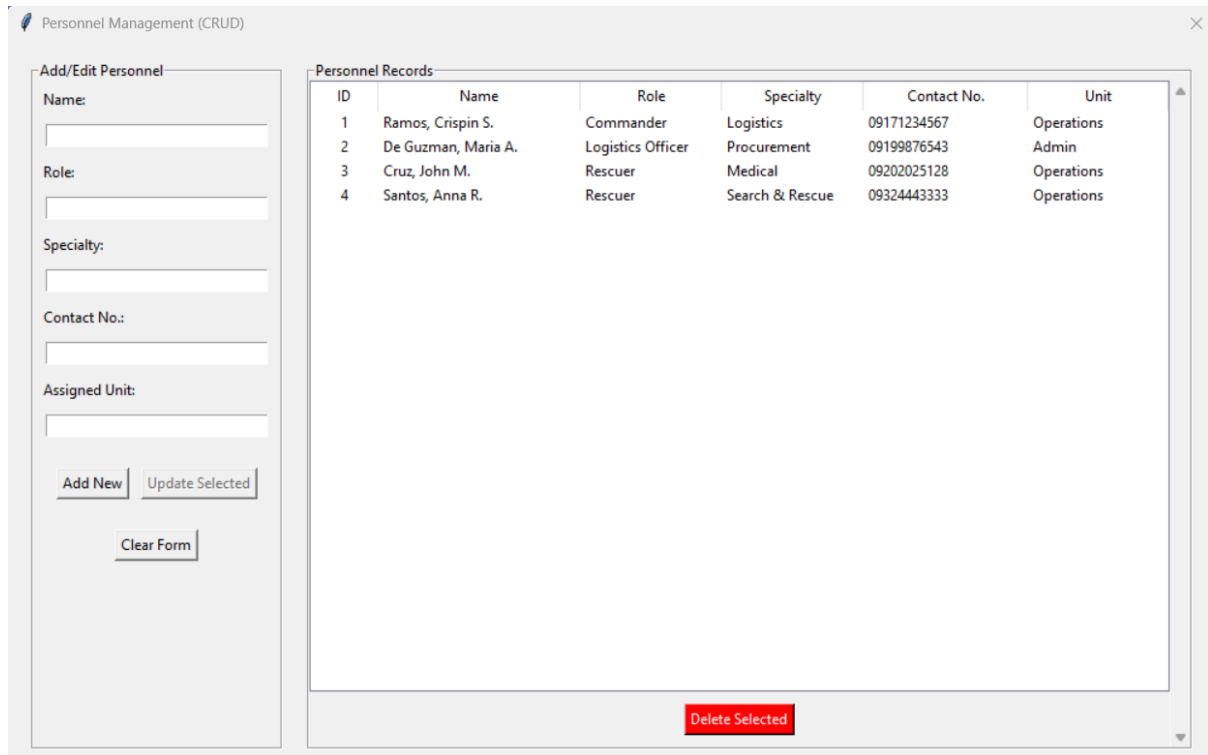 Personnel Management (CRUD)
Add/Edit Personnel
Name:
Role:
Specialty:
Contact No.:
Assigned Unit:
Add New Update Selected
Clear Form
Personnel Records
ID Name Role Specialty Contact No. Unit
1 Ramos, Crispin S. Commander Logistics 09171234567 Operations
2 De Guzman, Maria A. Logistics Officer Procurement 09199876543 Admin
3 Cruz, John M. Rescuer Medical 09202025128 Operations
4 Santos, Anna R. Rescuer Search & Rescue 09324443333 Operations
Delete Selected